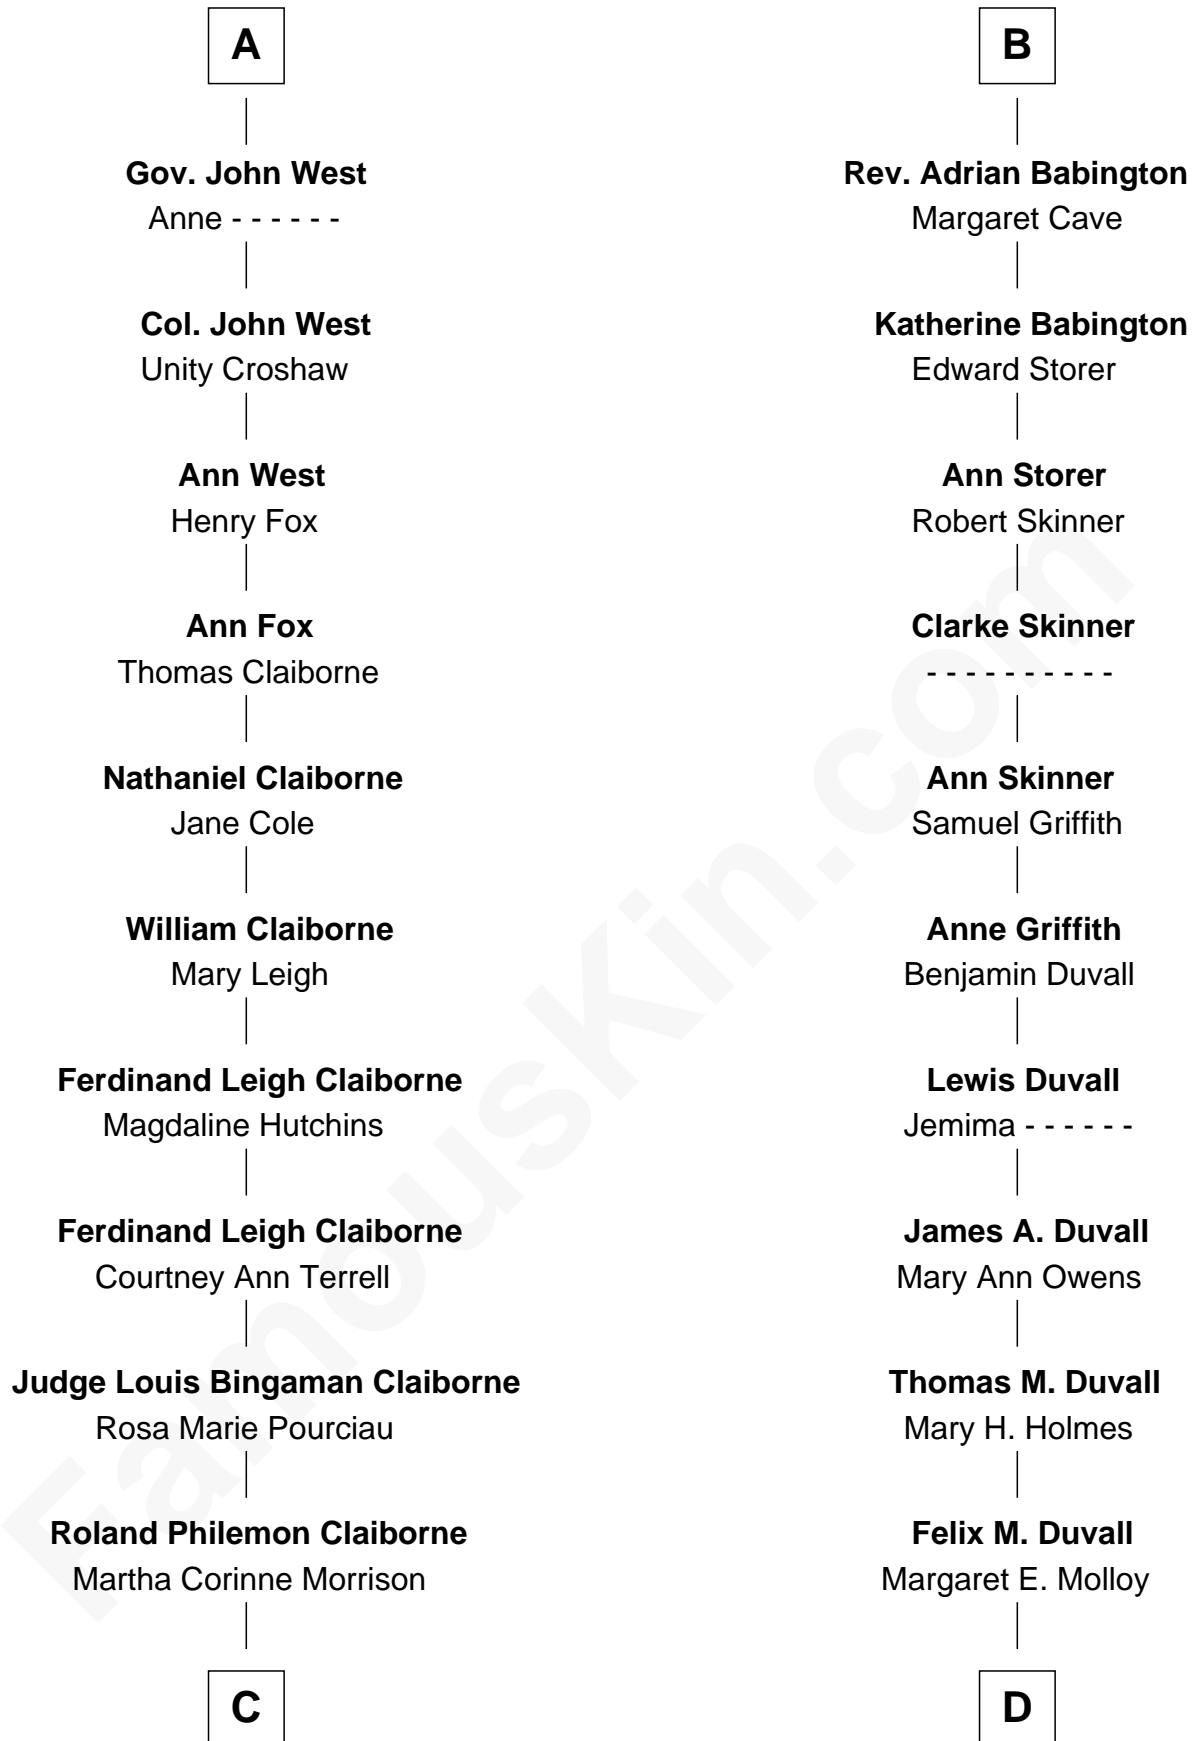 A
Gov. John West
Anne - - - - - -
Col. John West
Unity Croshaw
Ann West
Henry Fox
Ann Fox
Thomas Claiborne
Nathaniel Claiborne
Jane Cole
William Claiborne
Mary Leigh
Ferdinand Leigh Claiborne
Magdaline Hutchins
Ferdinand Leigh Claiborne
Courtney Ann Terrell
Judge Louis Bingaman Claiborne
Rosa Marie Pourciau
Roland Philemon Claiborne
Martha Corinne Morrison
C
B
Rev. Adrian Babington
Margaret Cave
Katherine Babington
Edward Storer
Ann Storer
Robert Skinner
Clarke Skinner
- - - - - - - - - -
Ann Skinner
Samuel Griffith
Anne Griffith
Benjamin Duvall
Lewis Duvall
Jemima - - - - - -
James A. Duvall
Mary Ann Owens
Thomas M. Duvall
Mary H. Holmes
Felix M. Duvall
Margaret E. Molloy
D
FamousKin.com